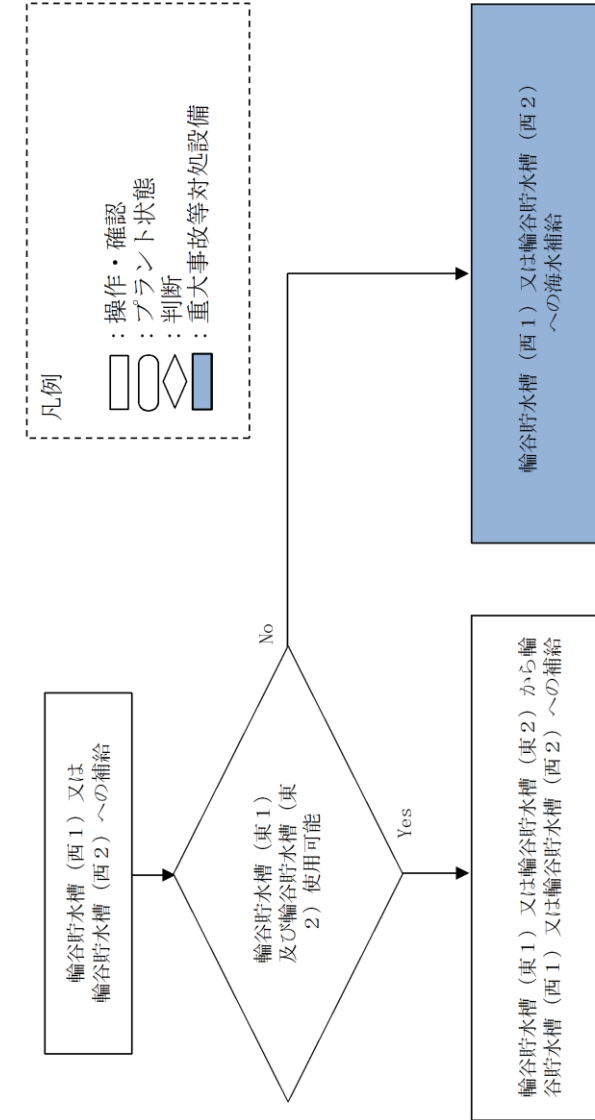 凡例
：操作・確認
：プラント状態
：判断
：重大事故等対処設備
輪谷貯水槽（西１）又は
輪谷貯水槽（西２）への補給
輪谷貯水槽（東１）
及び輪谷貯水槽（東
２）使用可能
No
Yes
輪谷貯水槽（東１）又は輪谷貯水槽（東２）から輪
谷貯水槽（西１）又は輪谷貯水槽（西２）への補給
輪谷貯水槽（西１）又は輪谷貯水槽（西２）
への海水補給